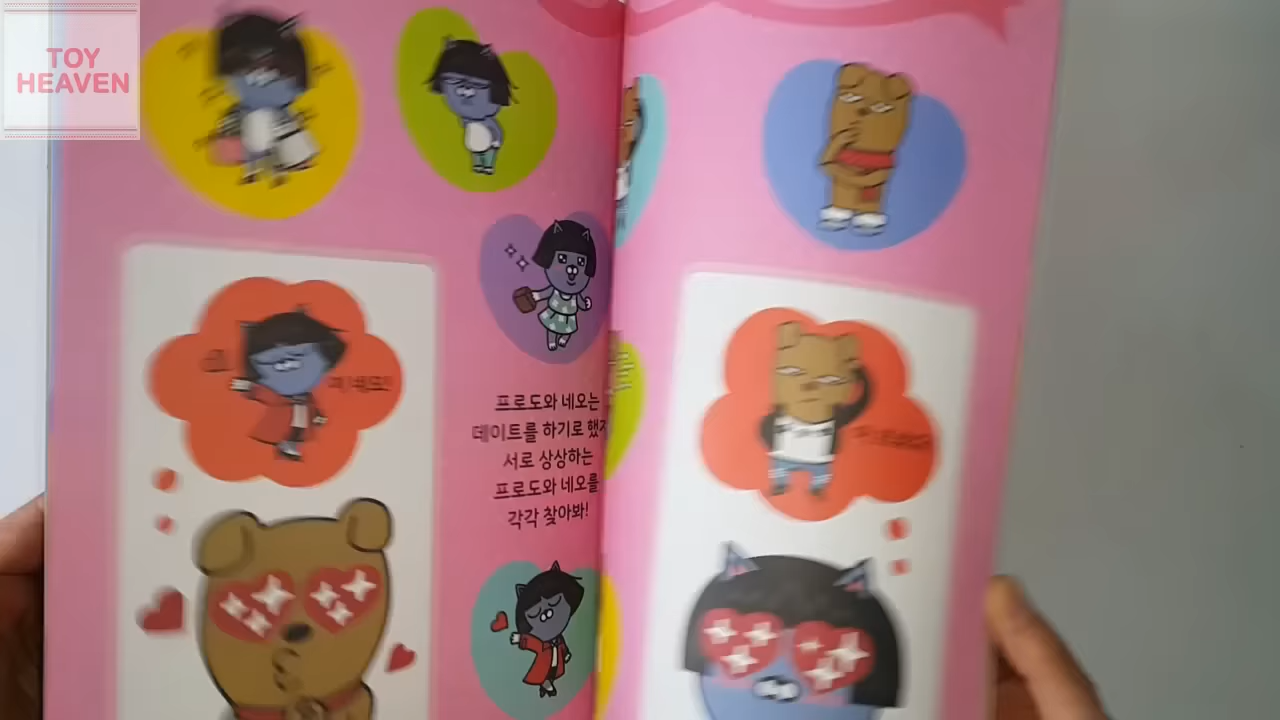 TOY
HEAVEN
프로도와 네오는
데이트를 하기로 했지
서로 상상하는
프로도와 네오를
각각 찾아봐!